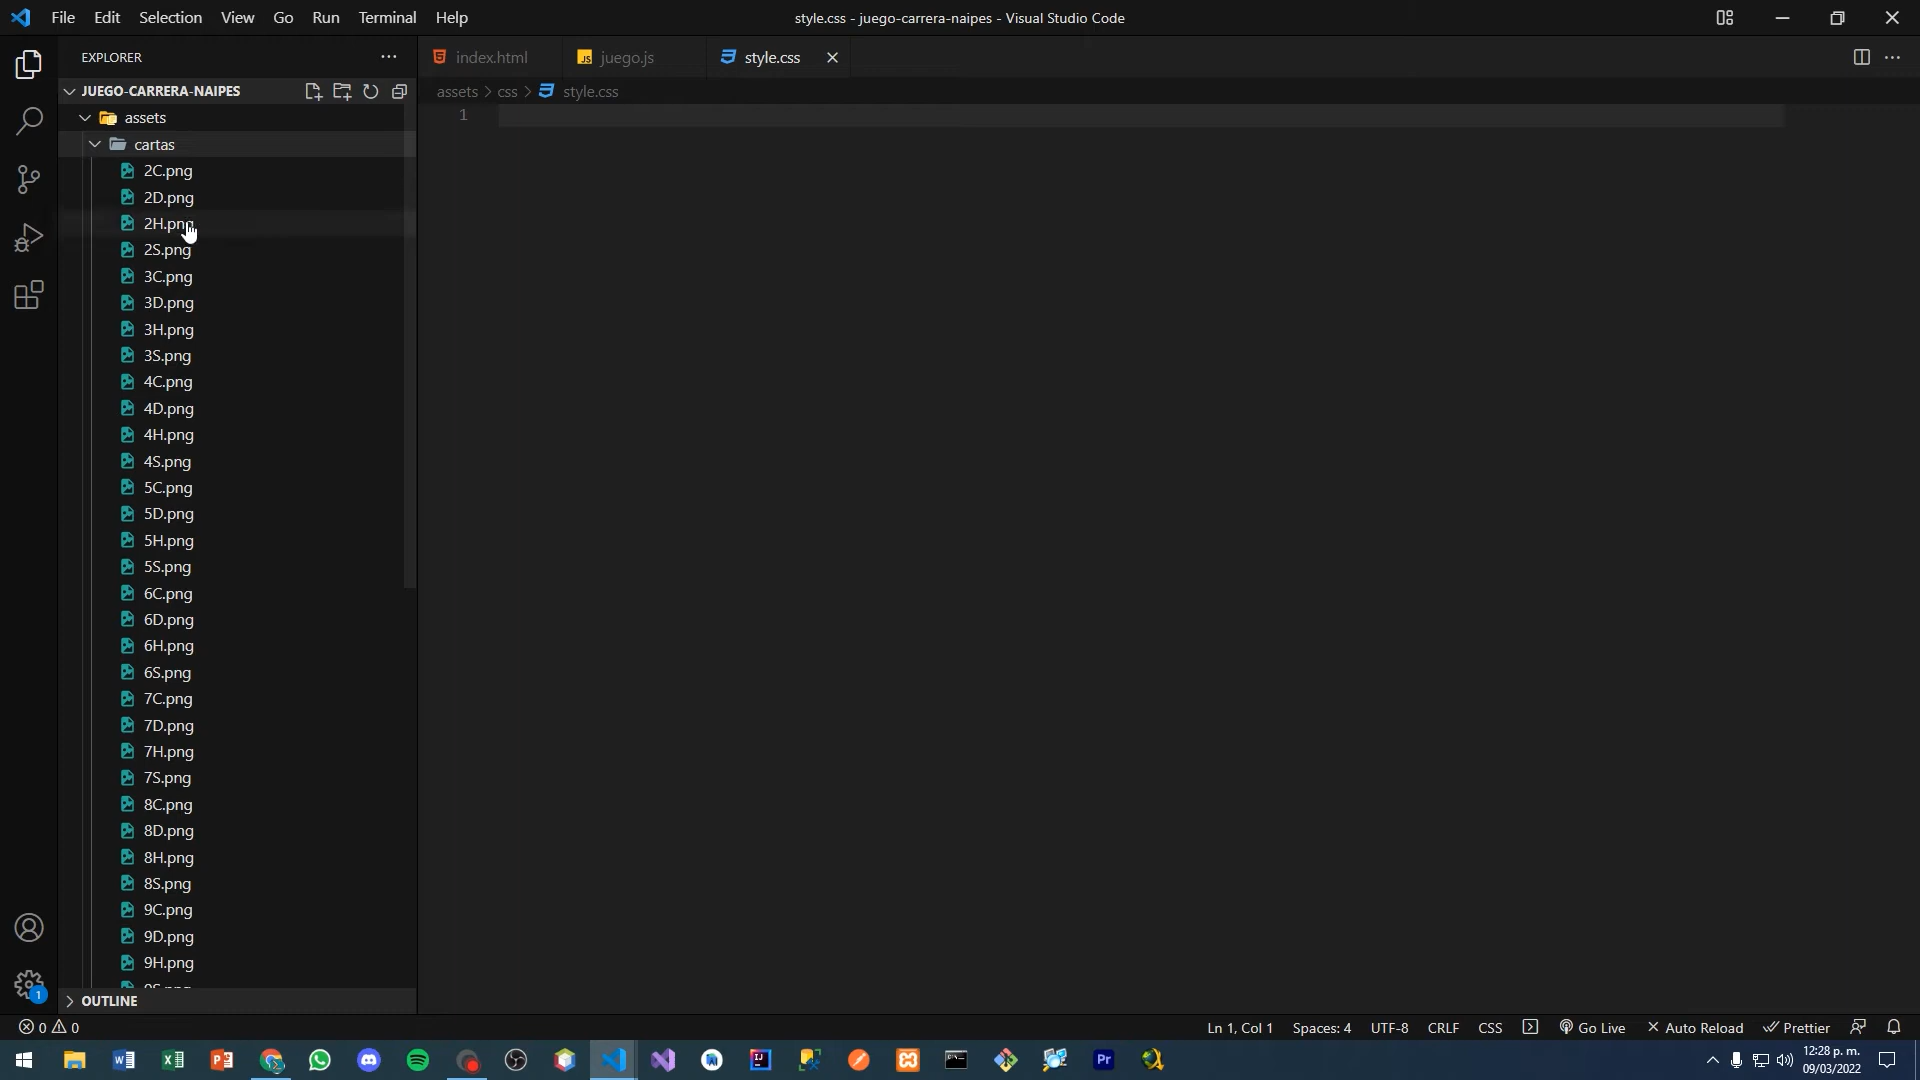 File Edit Selection View Go Run Terminal Help
style.css - juego-carrera-naipes - Visual Studio Code
EXPLORER
index.html
juego.js
style.css
JUEGO-CARRERA-NAIPES
assets > css > style.css
assets
1
cartas
2C.png
2D.png
2H.png
2S.png
3C.png
3D.png
3H.png
3S.png
4C.png
4D.png
4H.png
4S.png
5C.png
5D.png
5H.png
5S.png
6C.png
6D.png
6H.png
6S.png
7C.png
7D.png
7H.png
7S.png
8C.png
8D.png
8H.png
8S.png
9C.png
9D.png
9H.png
1
OUTLINE
0 0
Ln 1, Col 1 Spaces: 4 UTF-8 CRLF CSS Go Live Auto Reload Prettier
12:28 p. m.
09/03/2022